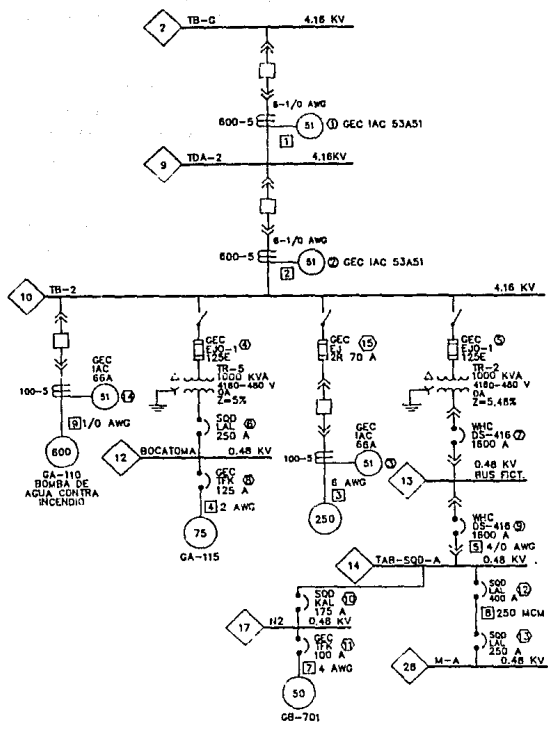 2 TB-G 4.16 KV
6-1/0 AWG
600-5 51 1 GEC IAC 53A51
1
9 TDA-2 4.16KV
6-1/0 AWG
600-5 51 2 GEC IAC 53A51
2
10 TB-2 4.16 KV
GEC
IAC
66A
100-5 51 14
9 1/0 AWG
600
GA-110
BOMBA DE
AGUA CONTRA
INCENDIO
GEC 4
EJO-1
125E
TR-5
1000 KVA
4160-480 V
OA
Z=5%
SQD 6
LAL
250 A
12 BOCATOMA 0.48 KV
GEC 8
TFK
125 A
4 2 AWG
75
GA-115
GEC 15
EJ
2R 70 A
GEC
IAC
66A
100-5 51 3
6 AWG
3
250
GEC 5
EJO-1
125E
TR-2
1000 KVA
4160-480 V
OA
Z=5,48%
WHC
DS-416 7
1600 A
13 0.48 KV
BUS FICT.
WHC
DS-416 9
1600 A
5 4/0 AWG
14 TAB-SQD-A 0.48 KV
SQD
KAL 10
175 A
17 N2 0.48 KV
GEC
TFK 11
100 A
7 4 AWG
50
GB-701
SQD
LAL 12
400 A
8 250 MCM
SQD
LAL 13
250 A
28 M-A 0.48 KV